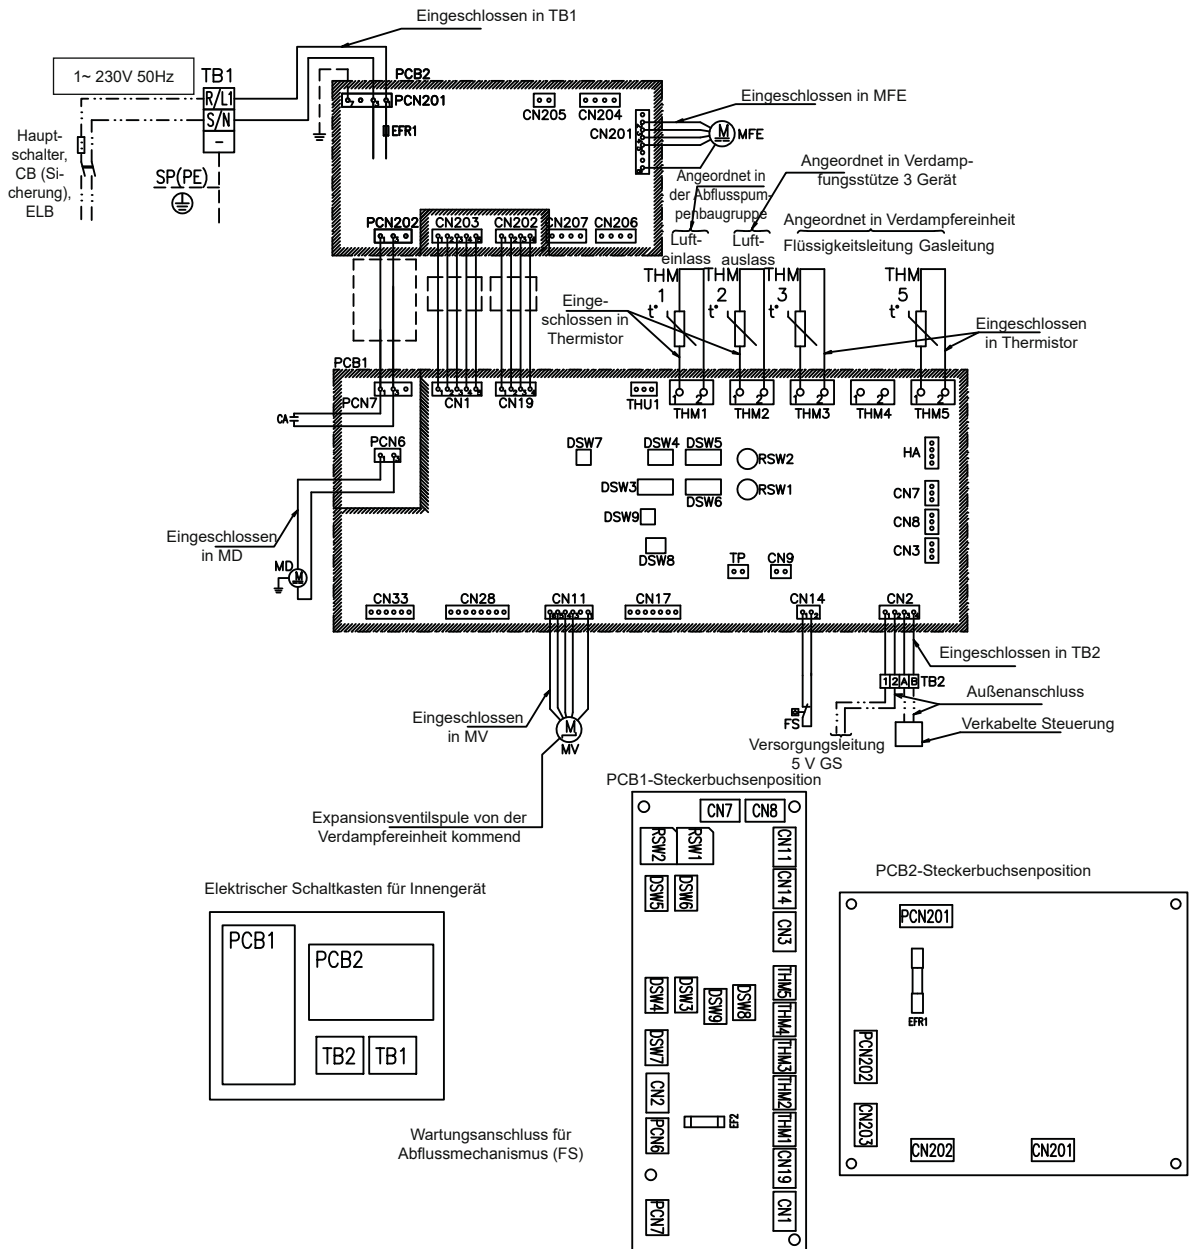 Eingeschlossen in TB1
1~ 230V 50Hz
TB1
R/L1
S/N
Haupt-
schalter,
CB (Si-
cherung),
ELB
SP(PE)
PCB2
PCN201
EFR1
CN205
CN204
CN201
Eingeschlossen in MFE
M
MFE
Angeordnet in
der Abflusspum-
penbaugruppe
Angeordnet in Verdamp-
fungsstütze 3 Gerät
Angeordnet in Verdampfereinheit
Luft-
einlass
Luft-
auslass
Flüssigkeitsleitung Gasleitung
PCN202
CN203
CN202
CN207
CN206
THM
1
t°
THM
2
t°
THM
3
t°
5
t°
Einge-
schlossen in
Thermistor
Eingeschlossen
in Thermistor
PCB1
PCN7
CA
CN1
CN19
THU1
THM1
THM2
THM3
THM4
THM5
PCN6
DSW7
DSW4
DSW5
RSW2
HA
DSW3
DSW6
RSW1
CN7
DSW9
CN8
DSW8
CN3
TP
CN9
Eingeschlossen
in MD
MD
M
CN33
CN28
CN11
CN17
CN14
CN2
Eingeschlossen in TB2
1 2 A B
TB2
Außenanschluss
Verkabelte Steuerung
Eingeschlossen
in MV
M
MV
FS
Versorgungsleitung
5 V GS
Expansionsventilspule von der
Verdampfereinheit kommend
PCB1-Steckerbuchsenposition
CN7
CN8
RSW2
RSW1
CN11
DSW5
DSW6
CN14
CN3
DSW4
DSW3
DSW9
DSW8
THM5
THM4
DSW7
THM3
CN2
THM2
PCN6
EF2
THM1
CN19
PCN7
CN1
PCB2-Steckerbuchsenposition
PCN201
EFR1
PCN202
CN203
CN202
CN201
Elektrischer Schaltkasten für Innengerät
PCB1
PCB2
TB2
TB1
Wartungsanschluss für
Abflussmechanismus (FS)